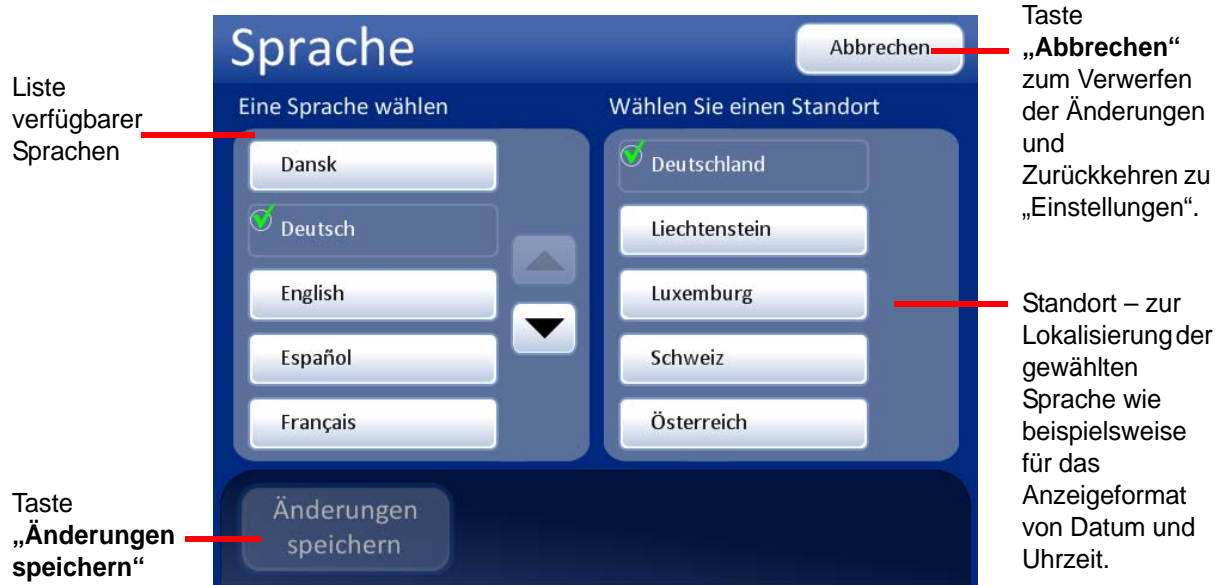 Liste
verfügbarer
Sprachen
Taste
„Änderungen
speichern“
Sprache
Abbrechen
Eine Sprache wählen
Dansk
Deutsch
English
Español
Français
Wählen Sie einen Standort
Deutschland
Liechtenstein
Luxemburg
Schweiz
Österreich
Änderungen
speichern
Taste
„Abbrechen“
zum Verwerfen
der Änderungen
und
Zurückkehren zu
„Einstellungen“.
Standort – zur
Lokalisierung der
gewählten
Sprache wie
beispielsweise
für das
Anzeigeformat
von Datum und
Uhrzeit.